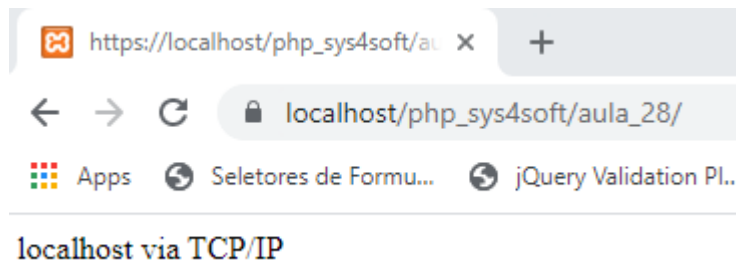 https://localhost/php_sys4soft/au
localhost/php_sys4soft/aula_28/
Apps Seletores de Formu... jQuery Validation Pl...
localhost via TCP/IP